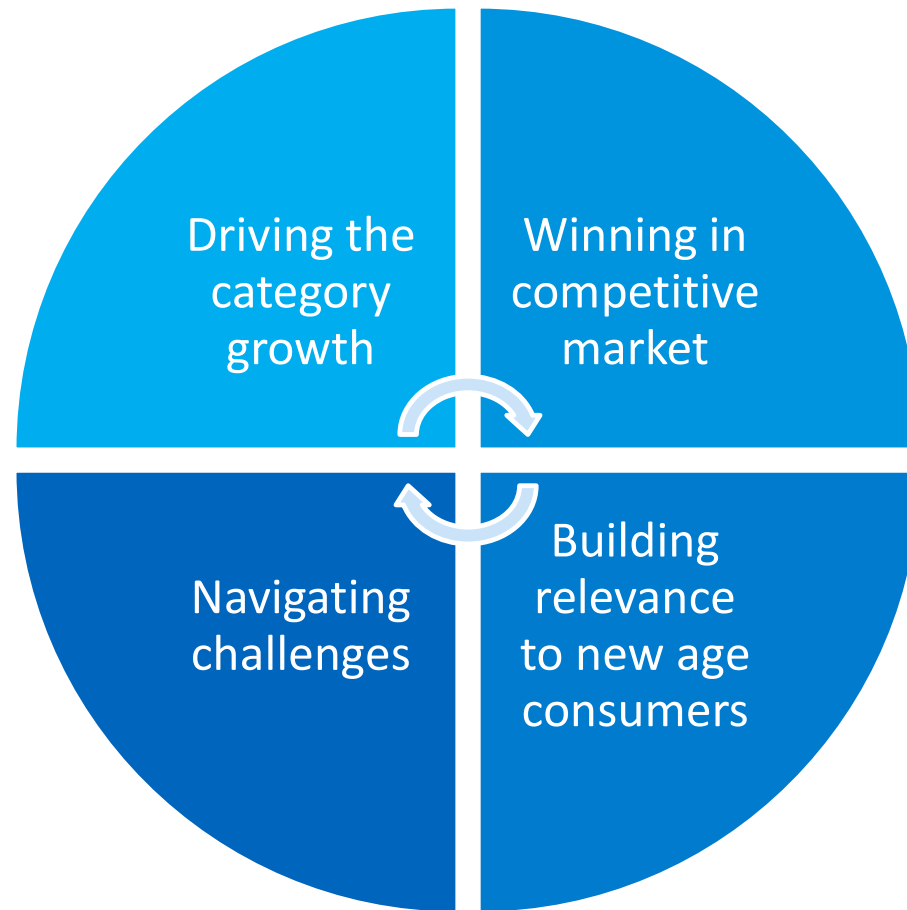 Driving the
category
growth
Winning in
competitive
market
Building
relevance
to new age
consumers
Navigating
challenges